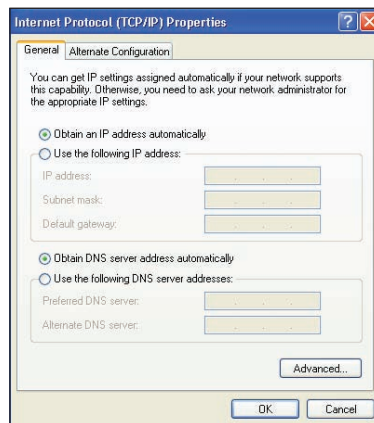 Internet Protocol (TCP/IP) Properties
General
Alternate Configuration
You can get IP settings assigned automatically if your network supports
this capability. Otherwise, you need to ask your network administrator for
the appropriate IP settings.
Obtain an IP address automatically
Use the following IP address:
IP address:
Subnet mask:
Default gateway:
Obtain DNS server address automatically
Use the following DNS server addresses:
Preferred DNS server:
Alternate DNS server:
Advanced...
OK
Cancel